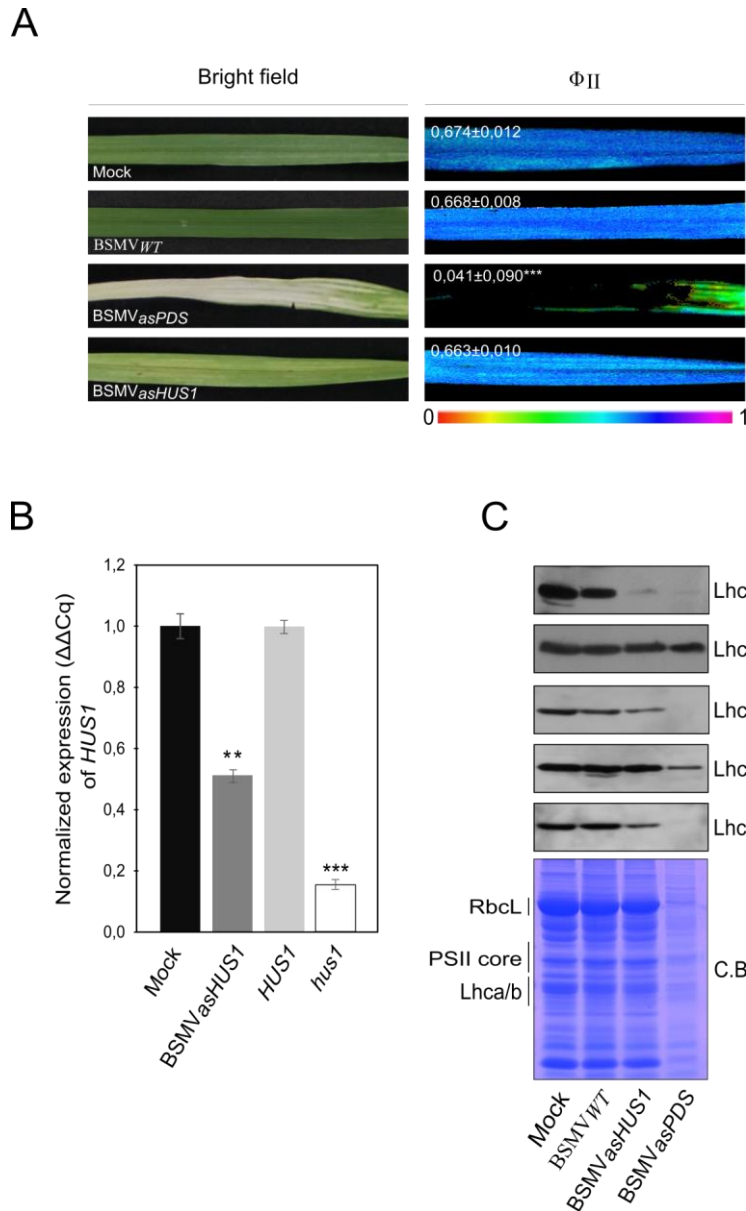 A
Bright field
ΦII
Mock
0,674±0,012
BSMVWT
0,668±0,008
BSMVasPDS
0,041±0,090***
BSMVasHUS1
0,663±0,010
0 1
B
Normalized expression (ΔΔCq)
of HUS1
1,2
1,0
0,8
0,6
0,4
0,2
0,0
**
***
Mock
BSMVasHUS1
HUS1
hus1
C
Lhc
Lhc
Lhc
Lhc
Lhc
RbcL
PSII core
Lhca/b
C.B
Mock
BSMVWT
BSMVasHUS1
BSMVasPDS